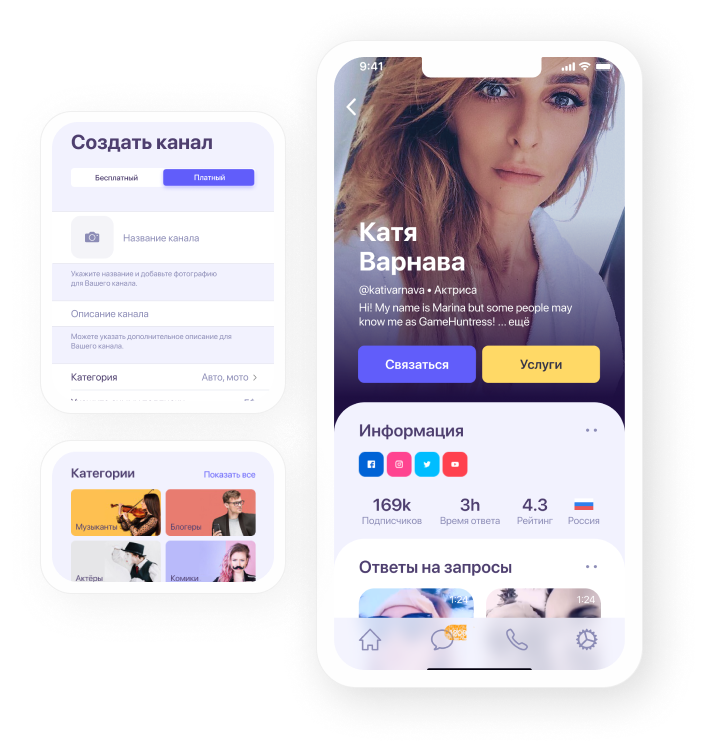 Создать канал
Бесплатный
Платный
Название канала
Укажите название и добавьте фотографию
для Вашего канала.
Описание канала
Можете указать дополнительное описание для
Вашего канала.
Категория
Авто, мото
Категории
Показать все
Музыканты
Блогеры
Актёры
Комики
9:41
Катя
Варнава
@kativarnava • Актриса
Hi! My name is Marina but some people may
know me as GameHuntress! ... ещё
Связаться
Услуги
Информация
169k
3h
4.3
Подписчиков
Время ответа
Рейтинг
Россия
Ответы на запросы
1:24
1:24